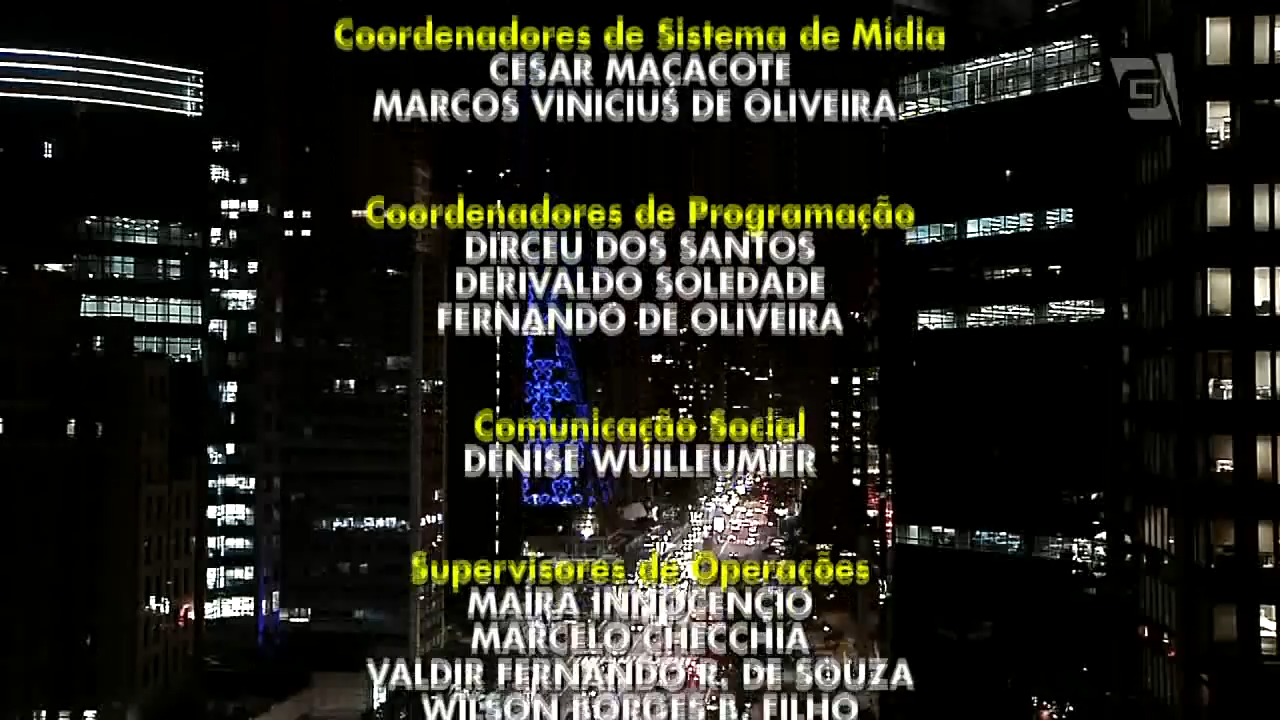 Coordenadores de Sistema de Mídia
CESAR MAÇACOTE
MARCOS VINICIUS DE OLIVEIRA
Coordenadores de Programação
DIRCEU DOS SANTOS
DERIVALDO SOLEDADE
FERNANDO DE OLIVEIRA
Comunicação Social
DENISE WUILLEUMIER
Supervisores de Operações
MAÍRA INNOCENCIO
MARCELO CHECCHIA
VALDIR FERNANDO R. DE SOUZA
WILSON BORGES B. FILHO